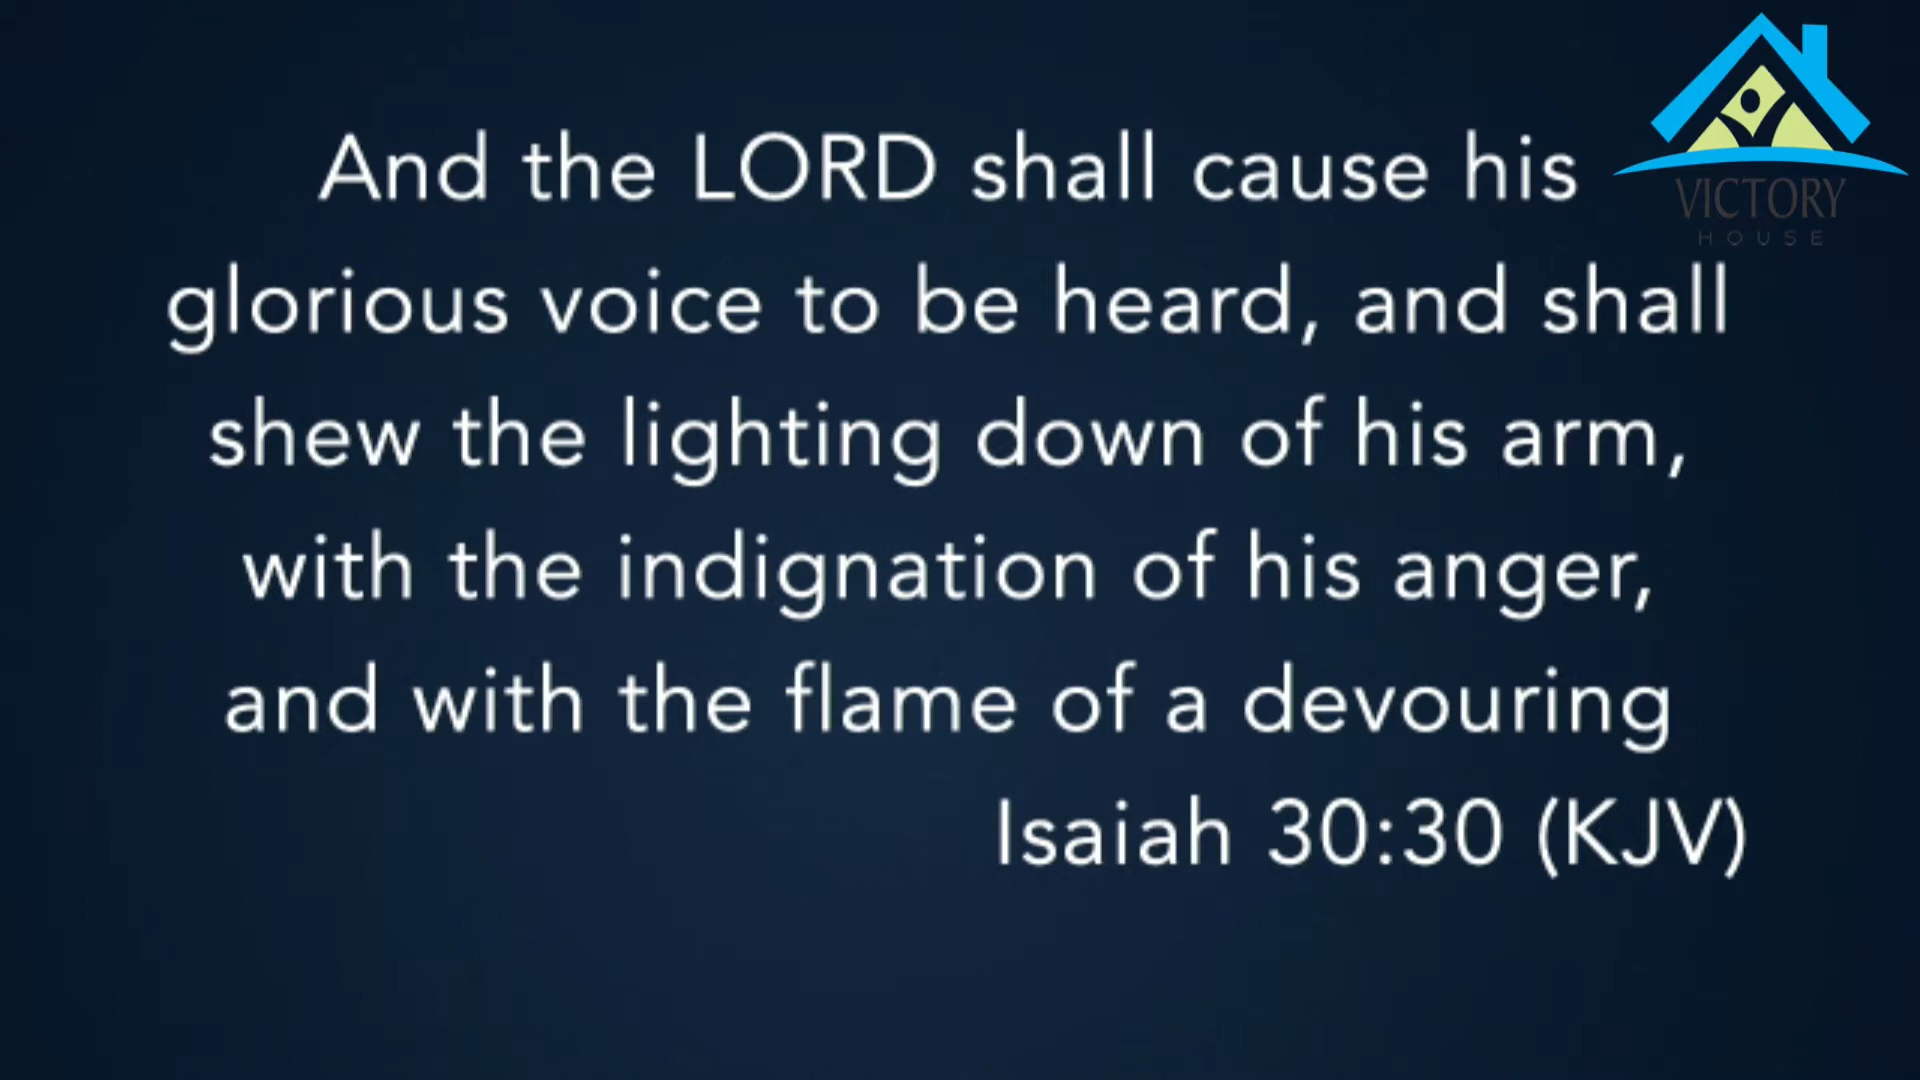 And the LORD shall cause his
glorious voice to be heard, and shall
shew the lighting down of his arm,
with the indignation of his anger,
and with the flame of a devouring
Isaiah 30:30 (KJV)
VICTORY
HOUSE